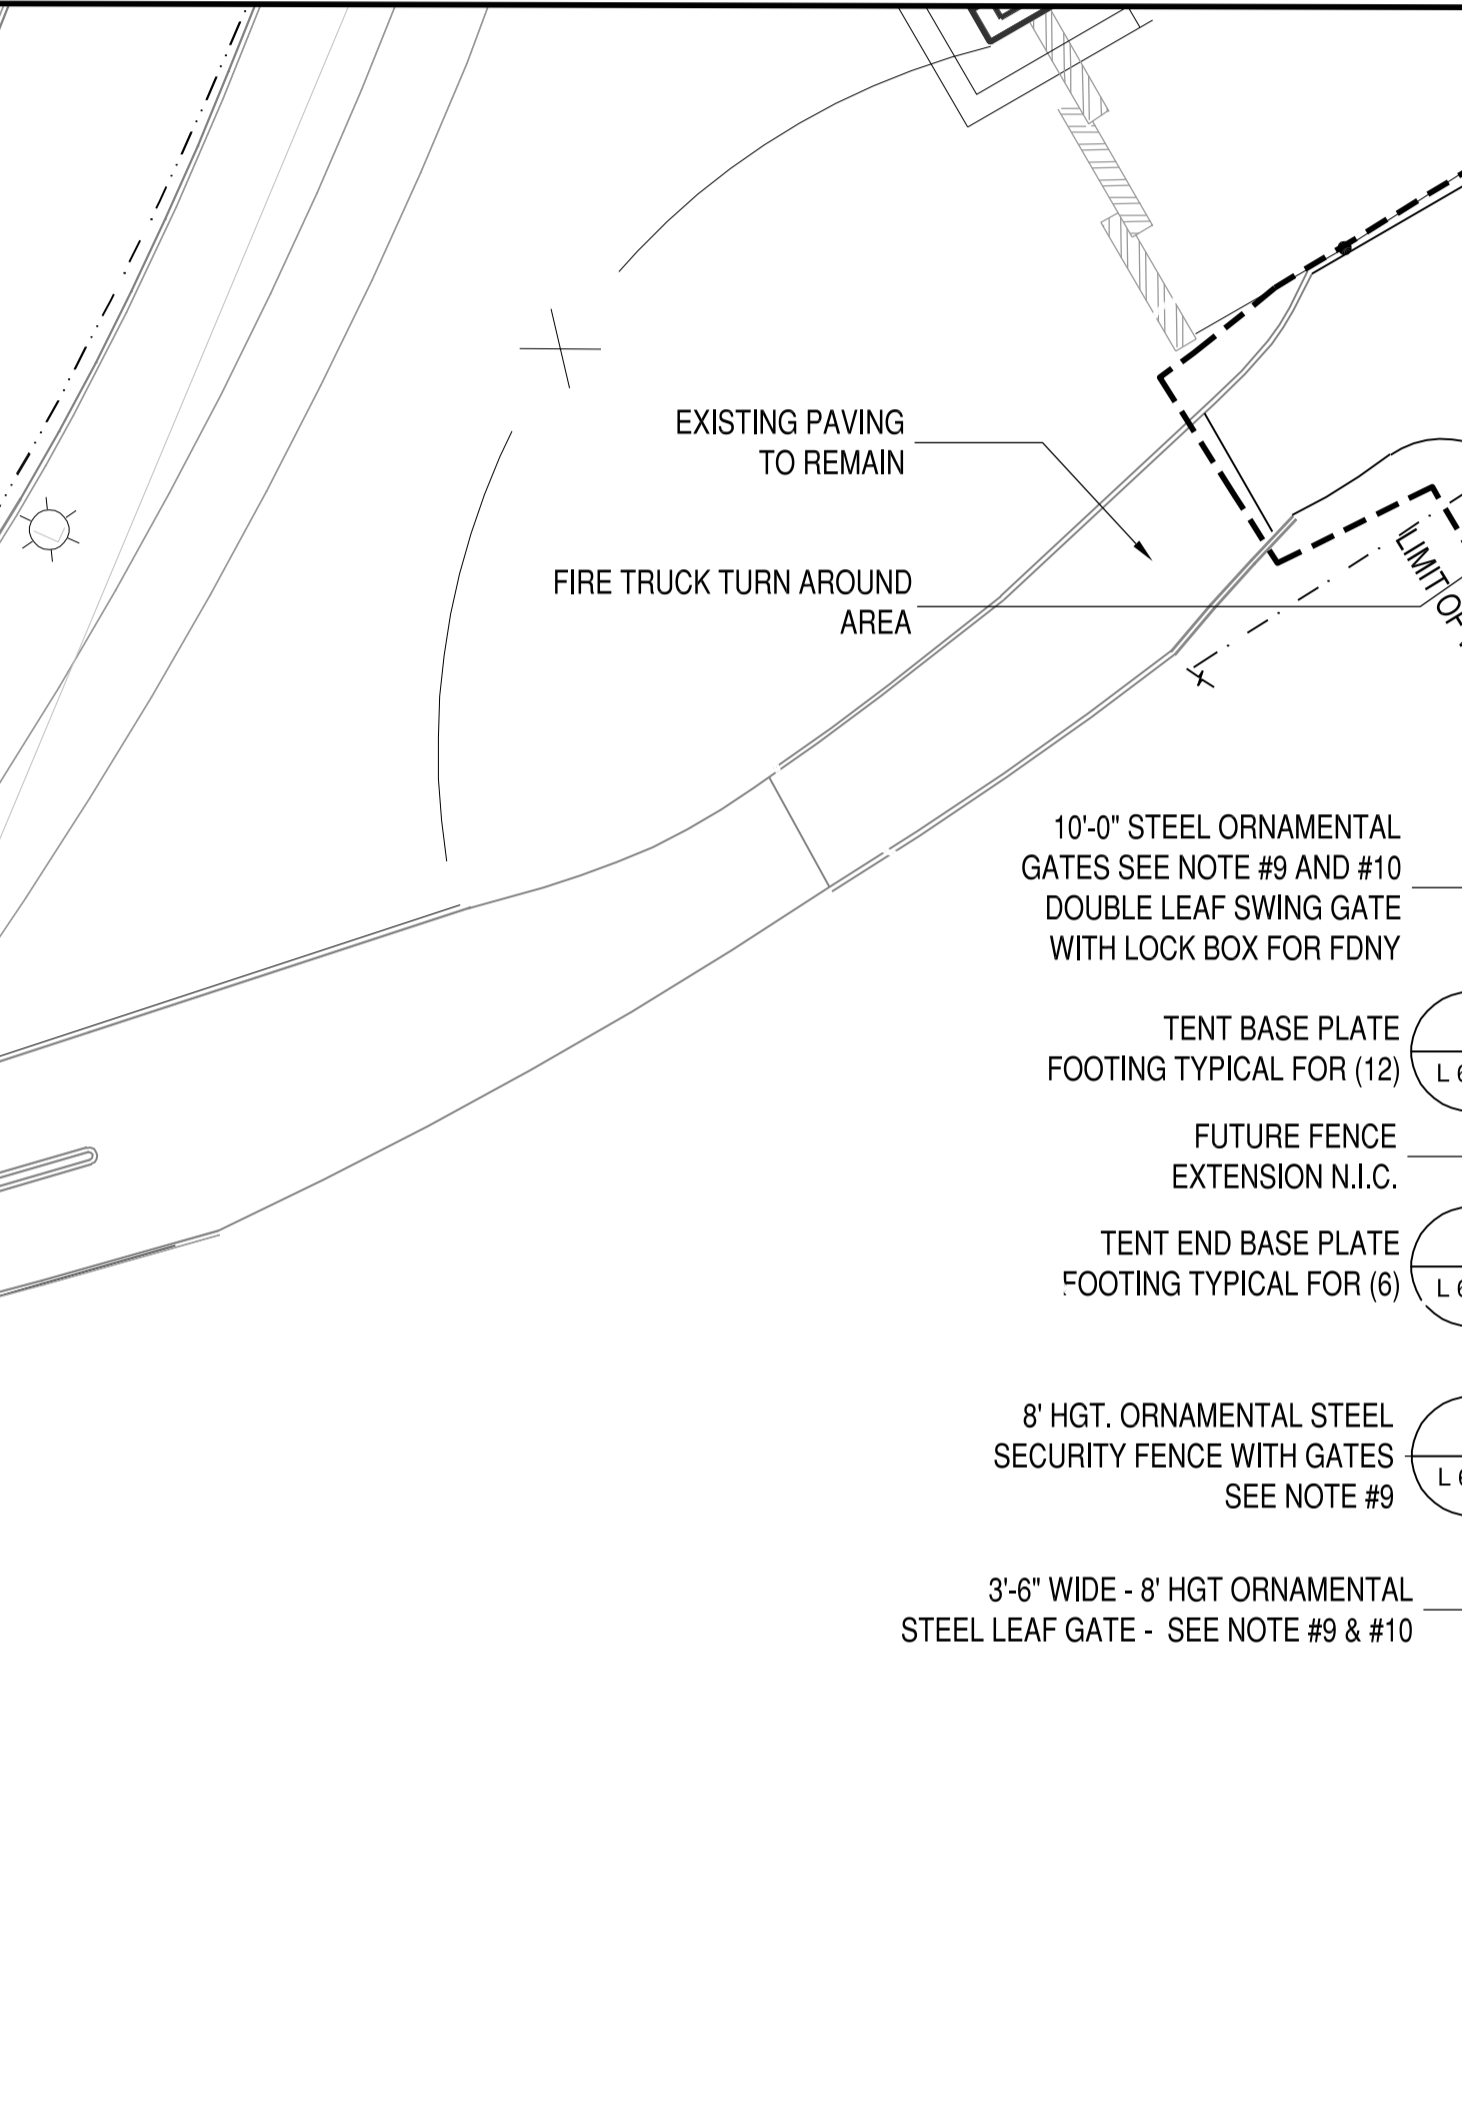 EXISTING PAVING
TO REMAIN
FIRE TRUCK TURN AROUND
AREA
LIMIT OF
10'-0" STEEL ORNAMENTAL
GATES SEE NOTE #9 AND #10
DOUBLE LEAF SWING GATE
WITH LOCK BOX FOR FDNY
TENT BASE PLATE
FOOTING TYPICAL FOR (12)
L 6
FUTURE FENCE
EXTENSION N.I.C.
TENT END BASE PLATE
FOOTING TYPICAL FOR (6)
L 6
8' HGT. ORNAMENTAL STEEL
SECURITY FENCE WITH GATES
SEE NOTE #9
L 6
3'-6" WIDE - 8' HGT ORNAMENTAL
STEEL LEAF GATE - SEE NOTE #9 & #10